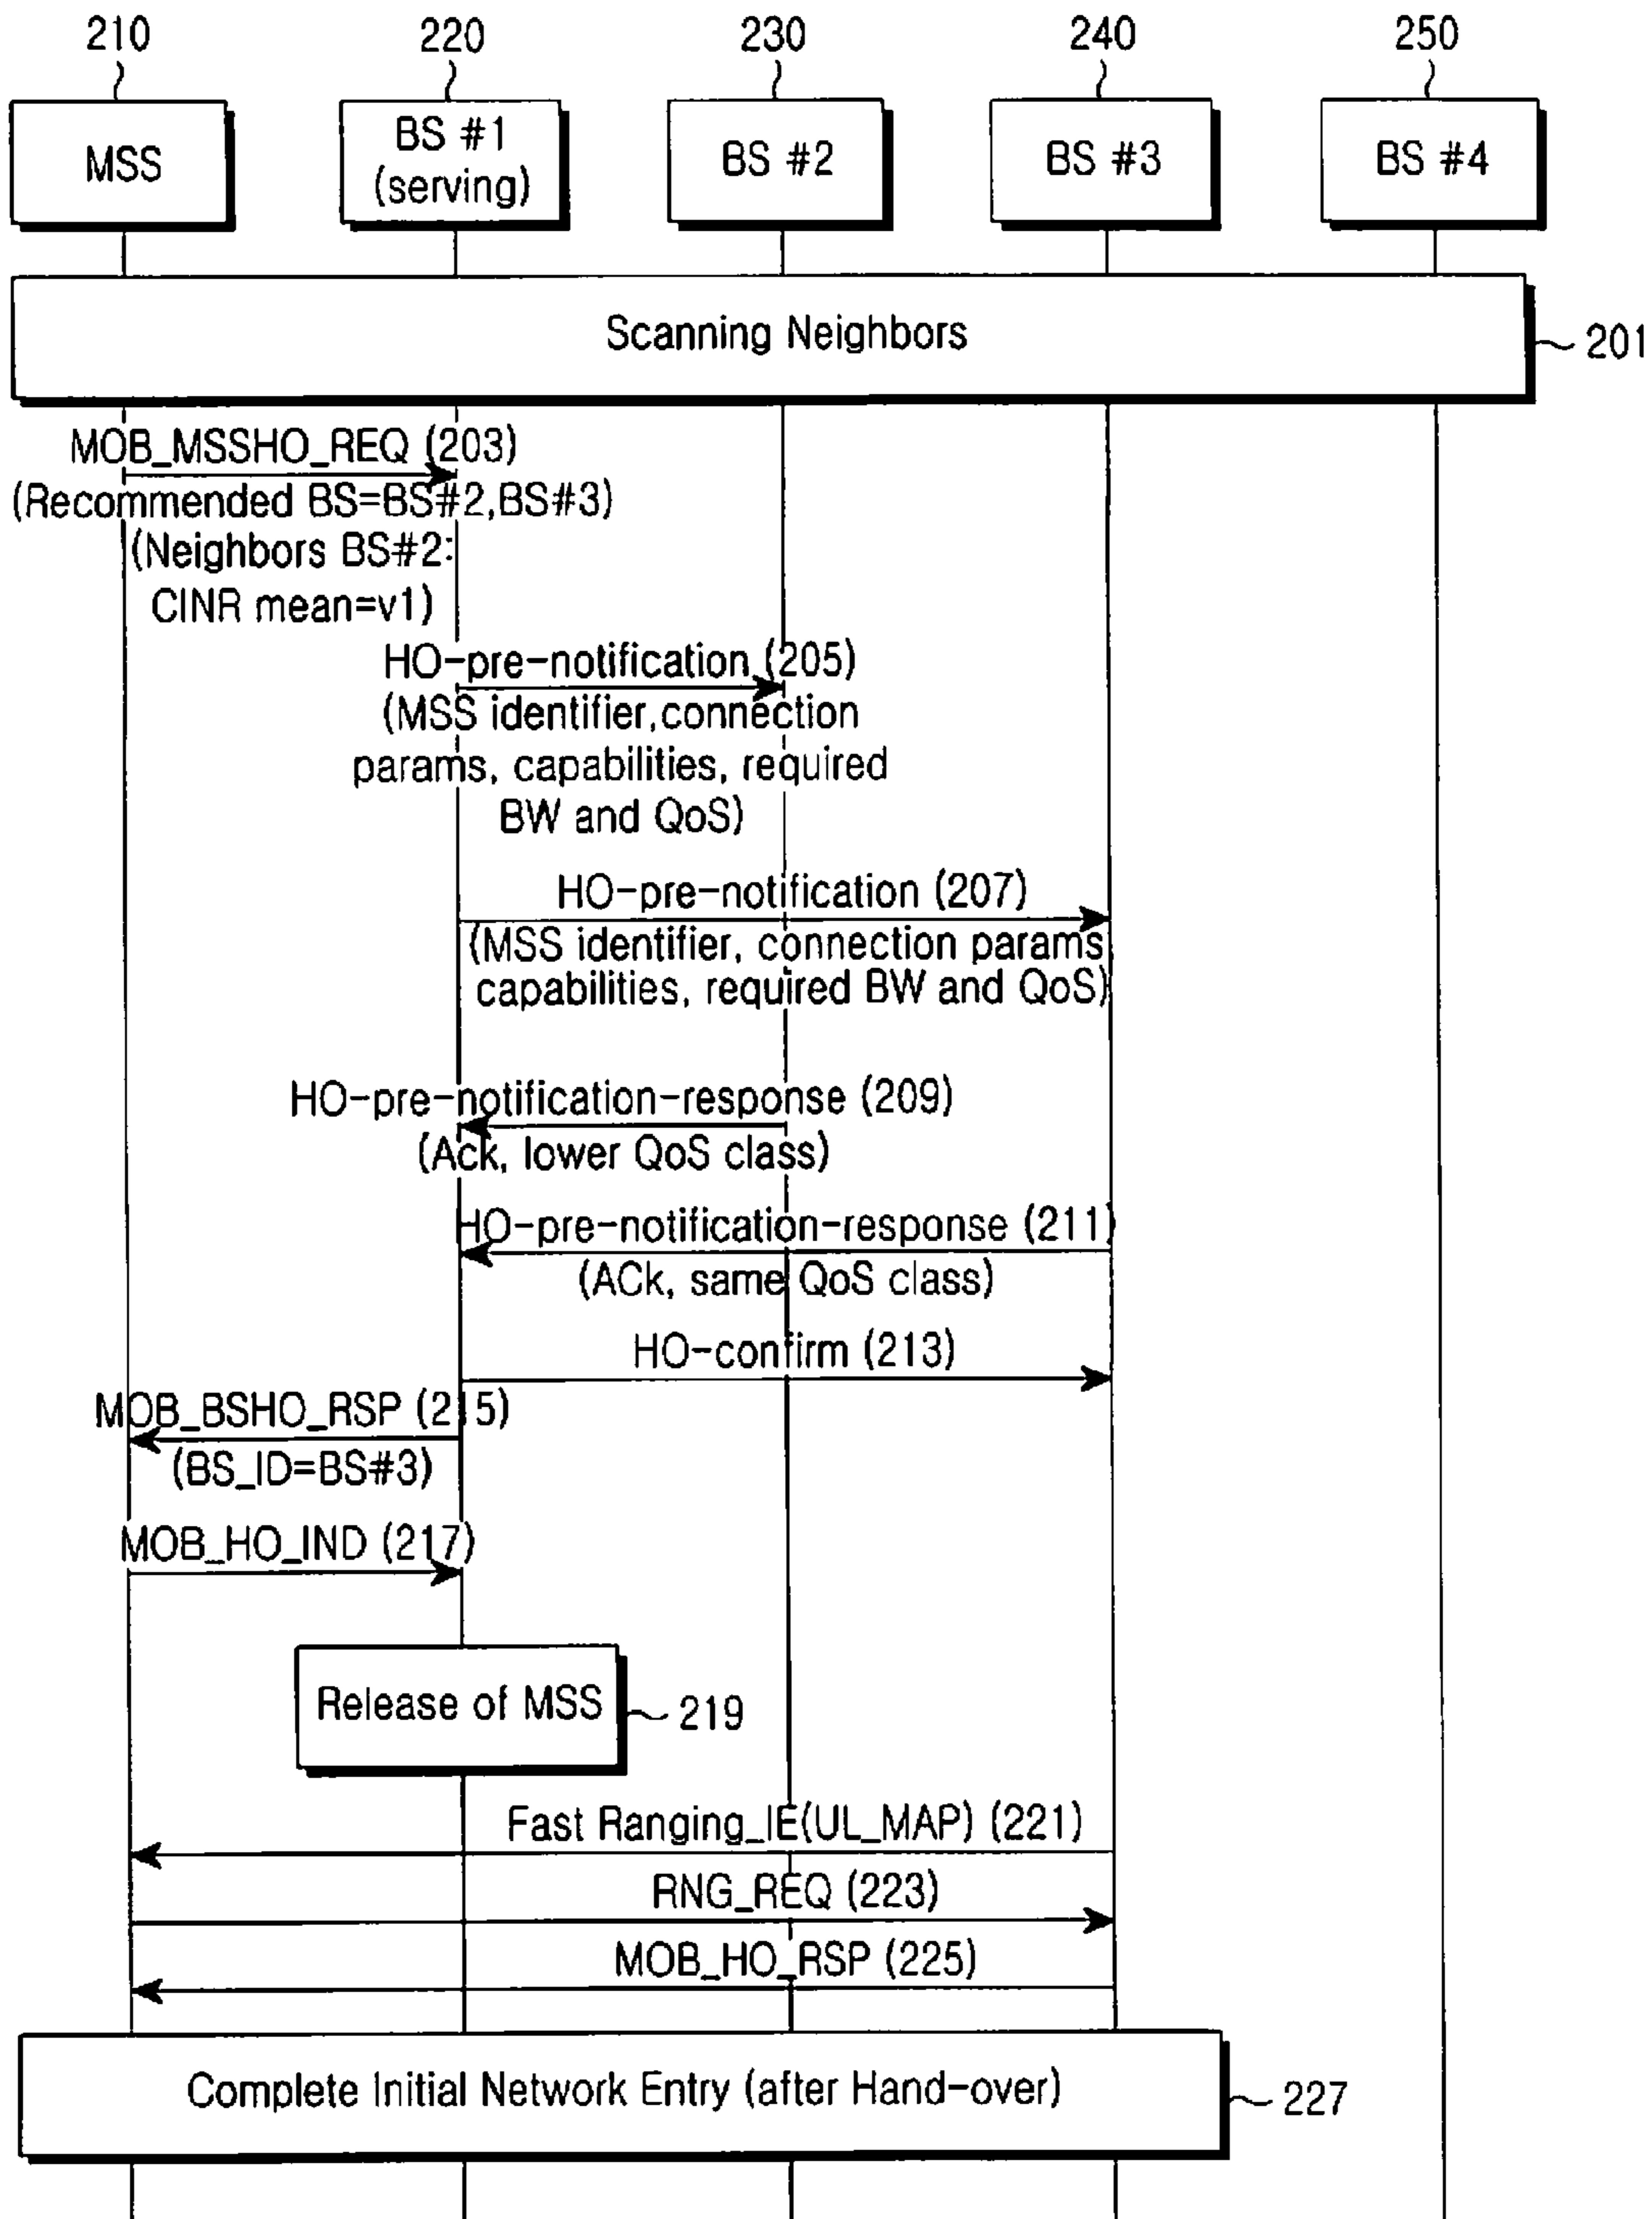 210
220
230
240
250
MSS
BS #1
(serving)
BS #2
BS #3
BS #4
Scanning Neighbors
201
MOB_MSSHO_REQ (203)
(Recommended BS=BS#2,BS#3)
(Neighbors BS#2:
CINR mean=v1)
HO-pre-notification (205)
(MSS identifier,connection
params, capabilities, required
BW and QoS)
HO-pre-notification (207)
(MSS identifier, connection params
capabilities, required BW and QoS)
HO-pre-notification-response (209)
(Ack, lower QoS class)
HO-pre-notification-response (211)
(ACk, same QoS class)
HO-confirm (213)
MOB_BSHO_RSP (215)
(BS_ID=BS#3)
MOB_HO_IND (217)
Release of MSS
219
Fast Ranging_IE(UL_MAP) (221)
RNG_REQ (223)
MOB_HO_RSP (225)
Complete Initial Network Entry (after Hand-over)
227